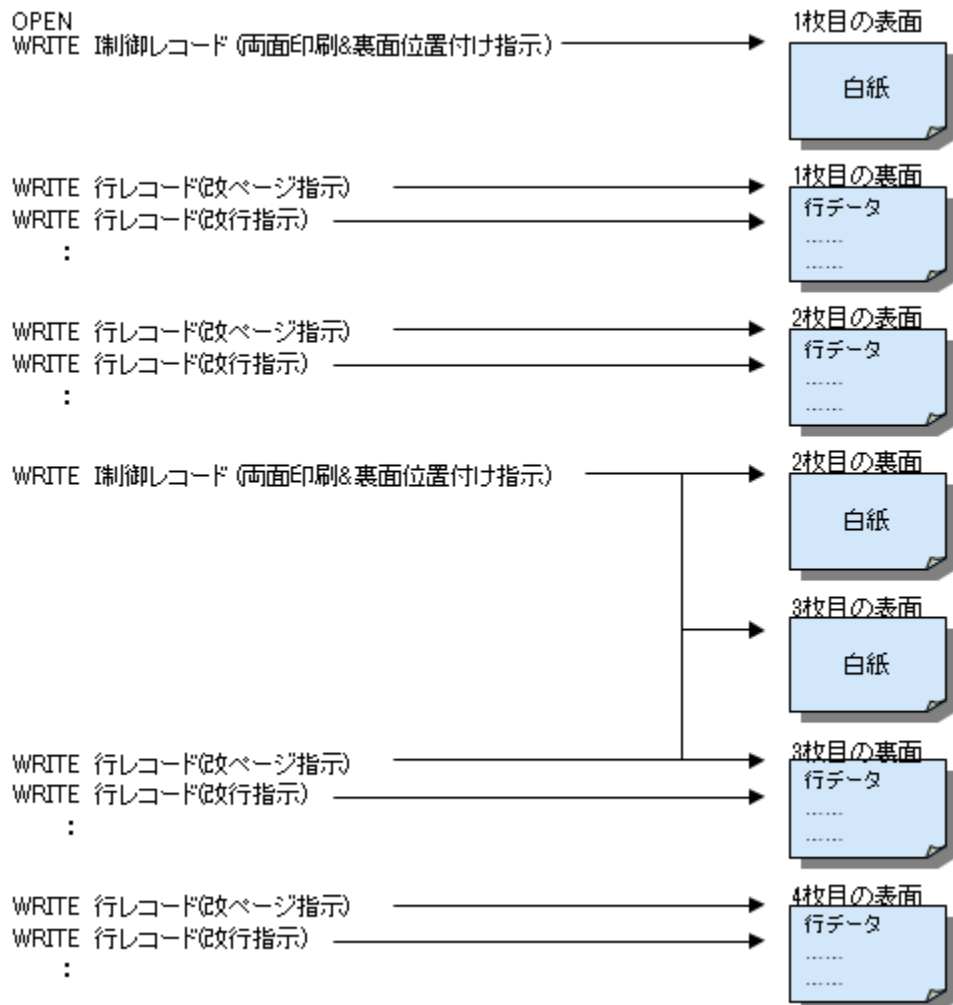 OPEN
1枚目の表面
WRITE I制御レコード(両面印刷&裏面位置付け指示)
白紙
1枚目の裏面
WRITE 行レコード(改ページ指示)
行データ
WRITE 行レコード(改行指示)
……
:
……
2枚目の表面
WRITE 行レコード(改ページ指示)
行データ
WRITE 行レコード(改行指示)
……
:
……
2枚目の裏面
WRITE I制御レコード(両面印刷&裏面位置付け指示)
白紙
3枚目の表面
白紙
3枚目の裏面
WRITE 行レコード(改ページ指示)
行データ
WRITE 行レコード(改行指示)
……
:
……
4枚目の表面
WRITE 行レコード(改ページ指示)
行データ
WRITE 行レコード(改行指示)
……
:
……